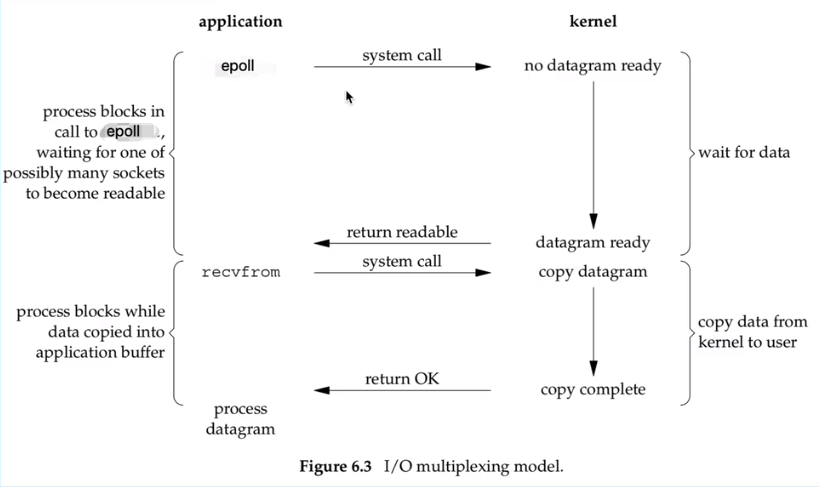 application
kernel
epoll
system call
no datagram ready
process blocks in
call to epoll ,
waiting for one of
possibly many sockets
to become readable
wait for data
return readable
datagram ready
recvfrom
system call
copy datagram
process blocks while
data copied into
application buffer
copy data from
kernel to user
return OK
copy complete
process
datagram
Figure 6.3 I/O multiplexing model.